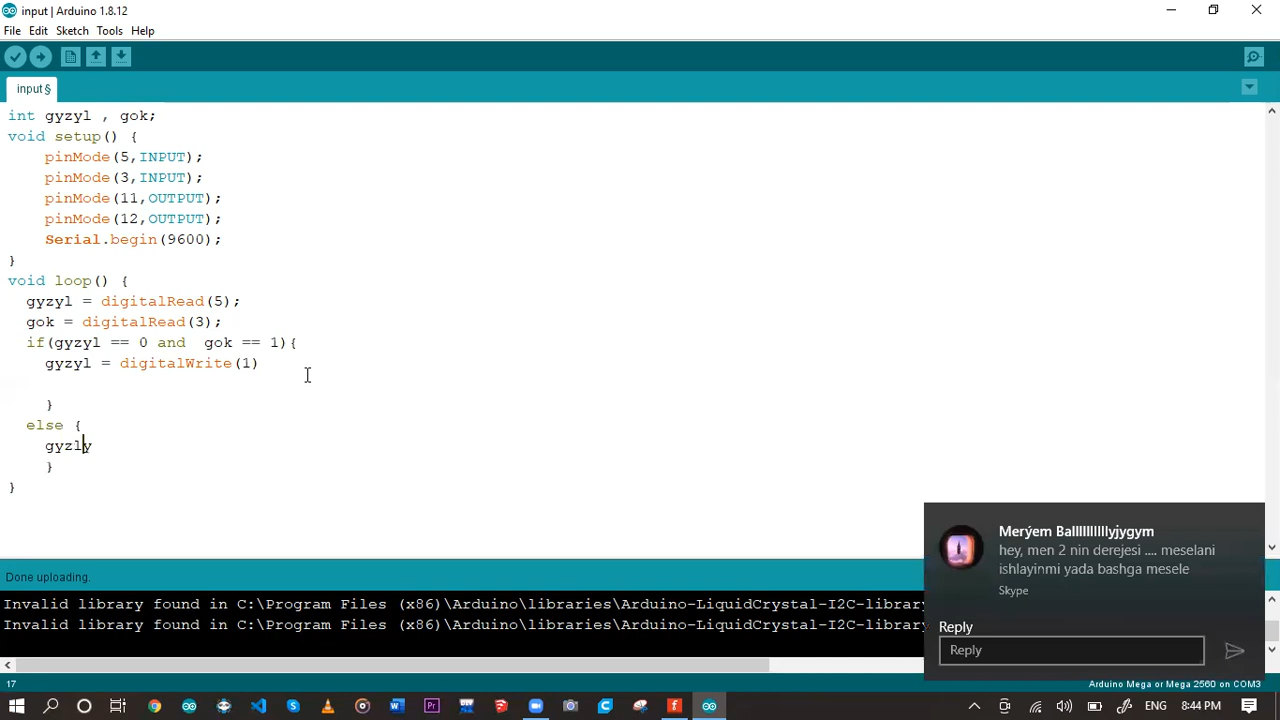 input | Arduino 1.8.12
File Edit Sketch Tools Help
input §
int gyzyl , gok;
void setup() {
pinMode(5,INPUT);
pinMode(3,INPUT);
pinMode(11,OUTPUT);
pinMode(12,OUTPUT);
Serial.begin(9600);
}
void loop() {
gyzyl = digitalRead(5);
gok = digitalRead(3);
if(gyzyl == 0 and  gok == 1){
gyzyl = digitalWrite(1)
}
else {
gyzly
}
}
Merýem Ballllllllllyjygym
hey, men 2 nin derejesi .... meselani
ishlayinmi yada bashga mesele
Skype
Reply
Reply
Done uploading.
Invalid library found in C:\Program Files (x86)\Arduino\libraries\Arduino-LiquidCrystal-I2C-library
Invalid library found in C:\Program Files (x86)\Arduino\libraries\Arduino-LiquidCrystal-I2C-library
17
Arduino Mega or Mega 2560 on COM3
ENG 8:44 PM